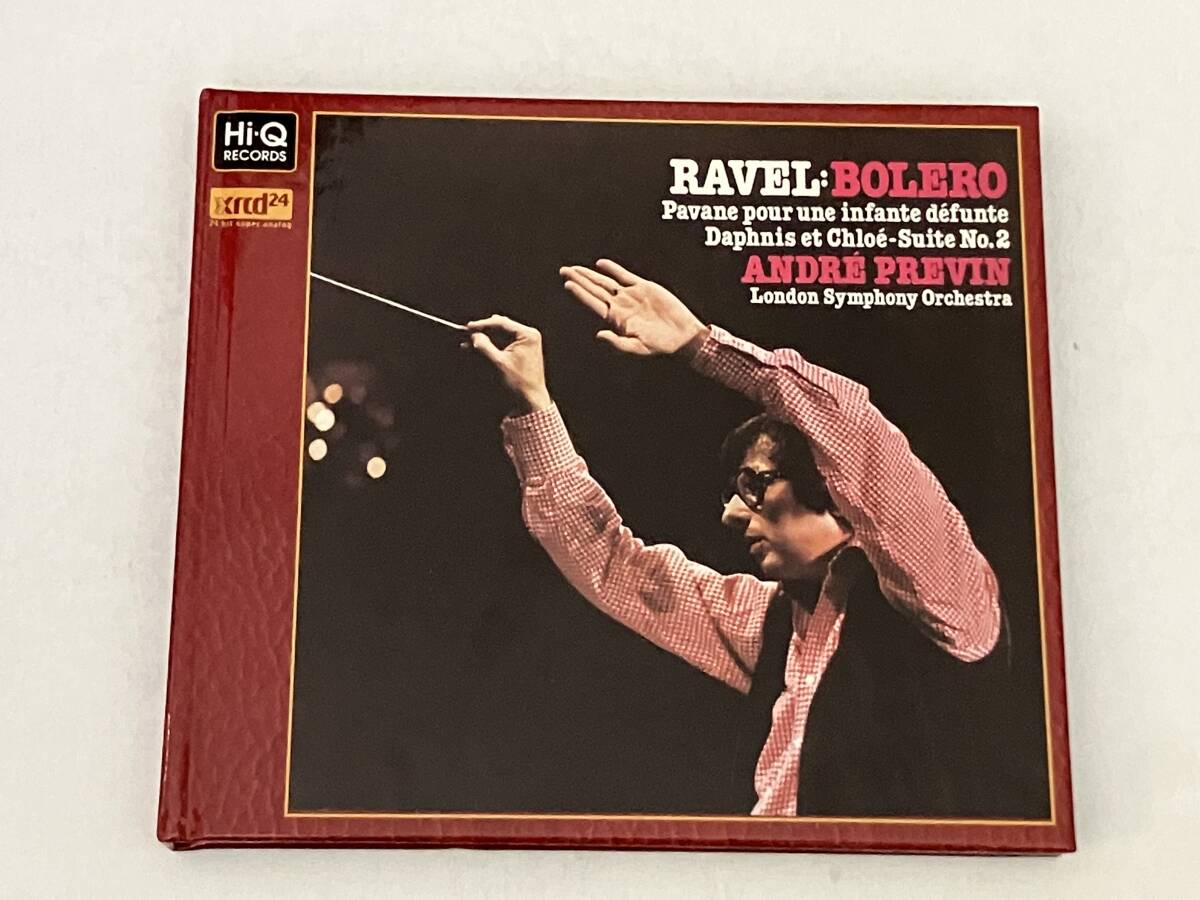 Hi·Q
RECORDS
xrcd24
24 bit super analog
RAVEL: BOLERO
Pavane pour une infante défunte
Daphnis et Chloé-Suite No.2
ANDRÉ PREVIN
London Symphony Orchestra